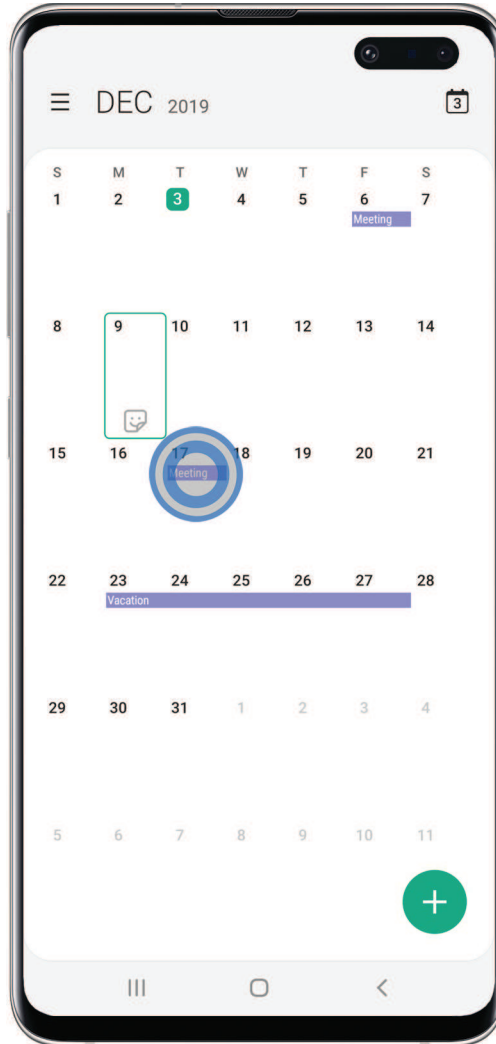 DEC 2019 3
S M T W T F S
1 2 3 4 5 6 7
Meeting
8 9 10 11 12 13 14
15 16 17 18 19 20 21
Meeting
22 23 24 25 26 27 28
Vacation
29 30 31 1 2 3 4
5 6 7 8 9 10 11